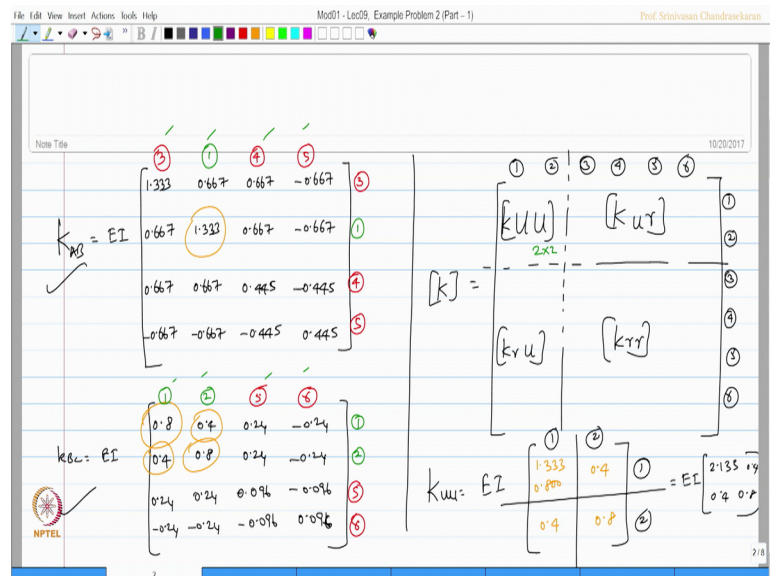 File Edit View Insert Actions Tools Help
Mod01 - Lec09, Example Problem 2 (Part – 1)
Prof. Srinivasan Chandrasekaran
» B I
Note Title
10/20/2017
③ ① ④ ⑤
K_AB = EI
1.333 0.667 0.667 -0.667 ③
0.667 1.333 0.667 -0.667 ①
0.667 0.667 0.445 -0.445 ④
-0.667 -0.667 -0.445 0.445 ⑤
① ② ⑤ ⑥
K_BC = EI
0.8 0.4 0.24 -0.24 ①
0.4 0.8 0.24 -0.24 ②
0.24 0.24 0.096 -0.096 ⑤
-0.24 -0.24 -0.096 0.096 ⑥
① ② ③ ④ ⑤ ⑥
[K] =
[kUU] [kur]
2x2
[krU] [krr]
①
②
③
④
⑤
⑥
① ②
Kuu = EI
1.333 0.4 ①
0.800
0.4 0.8 ②
= EI
2.133 0.4
0.4 0.8
NPTEL
2/8